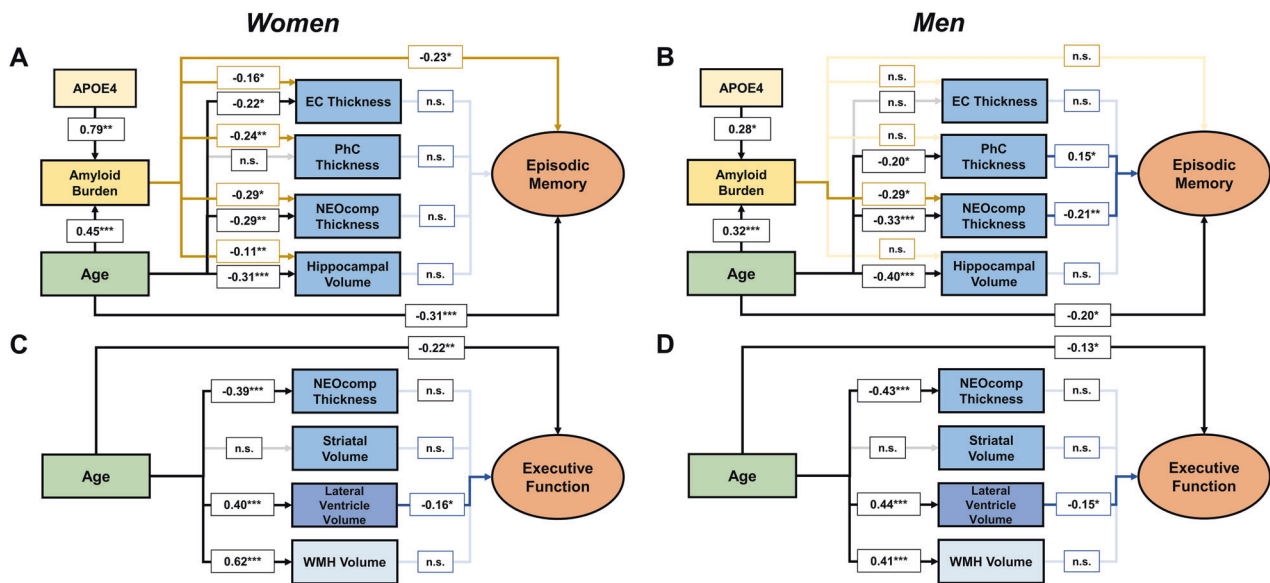 Women
Men
A
APOE4
0.79**
Amyloid
Burden
0.45***
Age
-0.23*
-0.16*
-0.22*
EC Thickness
n.s.
-0.24**
n.s.
PhC
Thickness
n.s.
-0.29*
-0.29**
NEOcomp
Thickness
n.s.
-0.11**
-0.31***
Hippocampal
Volume
n.s.
Episodic
Memory
-0.31***
B
APOE4
0.28*
Amyloid
Burden
0.32***
Age
n.s.
n.s.
n.s.
EC Thickness
n.s.
n.s.
-0.20*
PhC
Thickness
0.15*
-0.29*
-0.33***
NEOcomp
Thickness
-0.21**
n.s.
-0.40***
Hippocampal
Volume
n.s.
Episodic
Memory
-0.20*
C
-0.22**
Age
-0.39***
NEOcomp
Thickness
n.s.
n.s.
Striatal
Volume
n.s.
0.40***
Lateral
Ventricle
Volume
-0.16*
0.62***
WMH Volume
n.s.
Executive
Function
D
-0.13*
Age
-0.43***
NEOcomp
Thickness
n.s.
n.s.
Striatal
Volume
n.s.
0.44***
Lateral
Ventricle
Volume
-0.15*
0.41***
WMH Volume
n.s.
Executive
Function